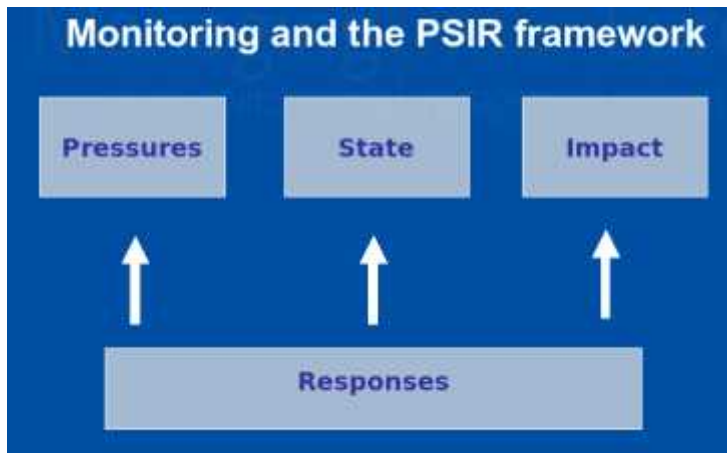 Monitoring and the PSIR framework
Pressures
State
Impact
Responses